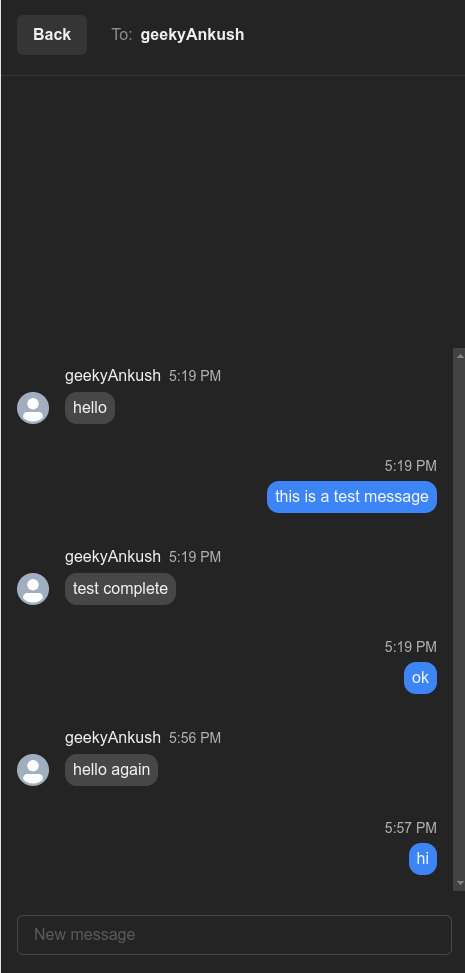 Back To: geekyAnkush
geekyAnkush 5:19 PM
hello
5:19 PM
this is a test message
geekyAnkush 5:19 PM
test complete
5:19 PM
ok
geekyAnkush 5:56 PM
hello again
5:57 PM
hi
New message